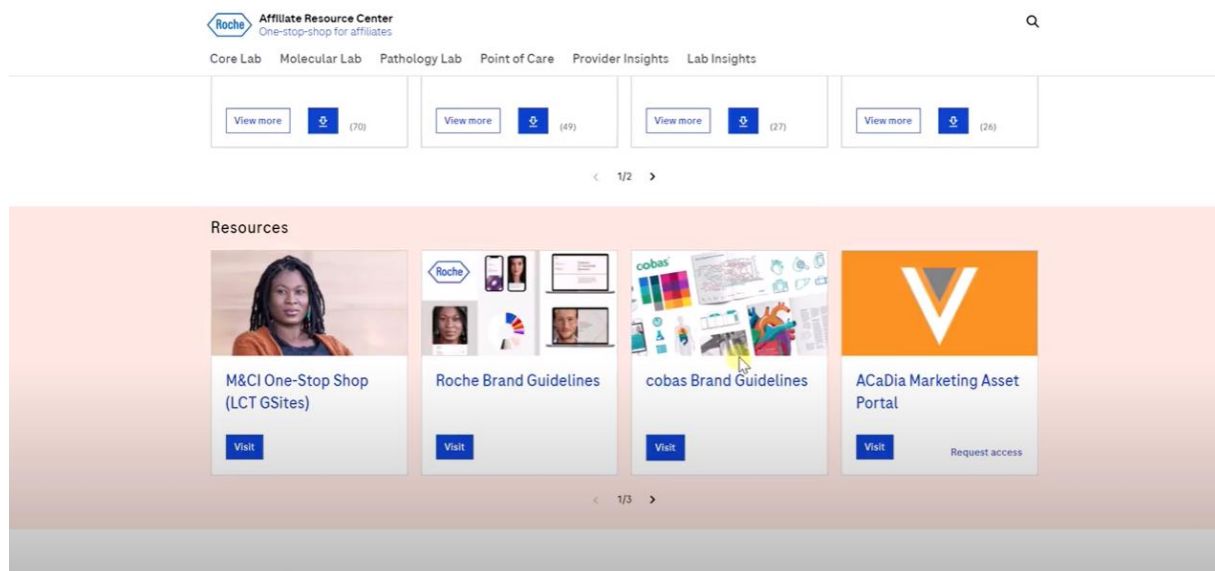 Roche
Affiliate Resource Center
One-stop-shop for affiliates
Core Lab Molecular Lab Pathology Lab Point of Care Provider Insights Lab Insights
View more (70) View more (49) View more (27) View more (26)
1/2
Resources
Roche
cobas
M&CI One-Stop Shop
(LCT GSites)
Roche Brand Guidelines
cobas Brand Guidelines
ACaDia Marketing Asset
Portal
Visit Visit Visit Visit Request access
1/3